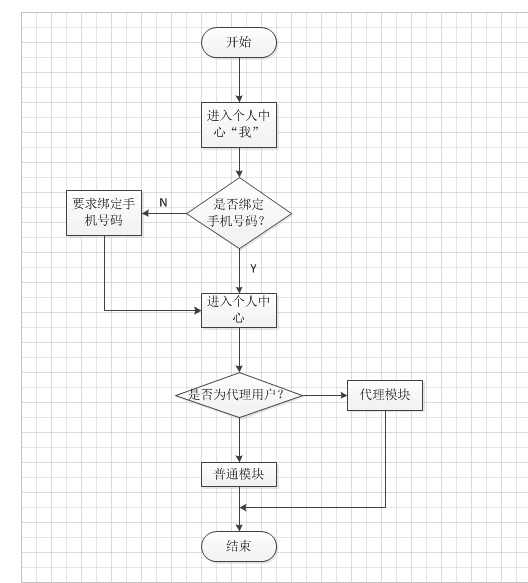 开始
进入个人中
心“我”
是否绑定
手机号码？
N
要求绑定手
机号码
Y
进入个人中
心
是否为代理用户？
代理模块
普通模块
结束